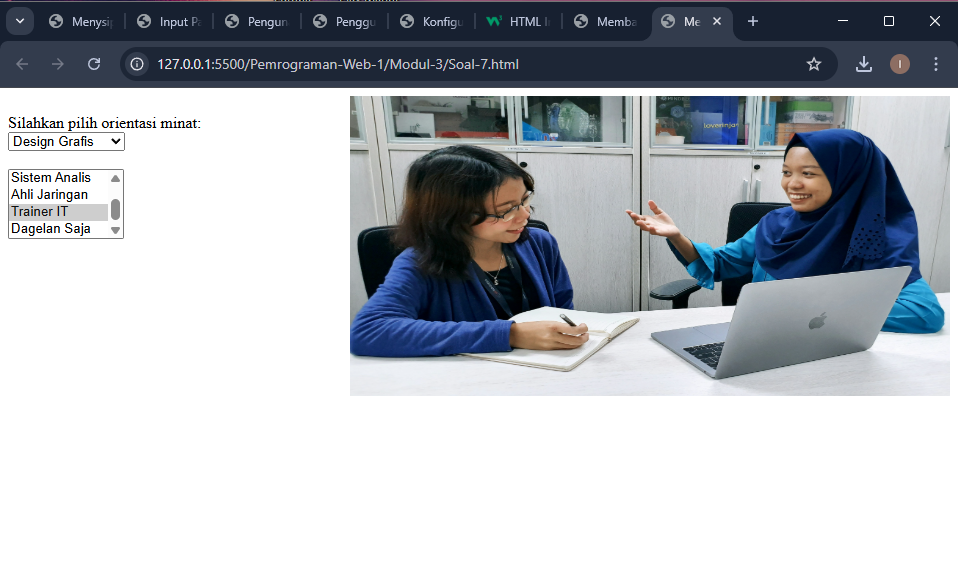 Menysi
Input Pa
Pengun
Penggu
Konfigu
HTML I
Memba
Me
127.0.0.1:5500/Pemrograman-Web-1/Modul-3/Soal-7.html
I
Silahkan pilih orientasi minat:
Design Grafis
Sistem Analis
Ahli Jaringan
Trainer IT
Dagelan Saja